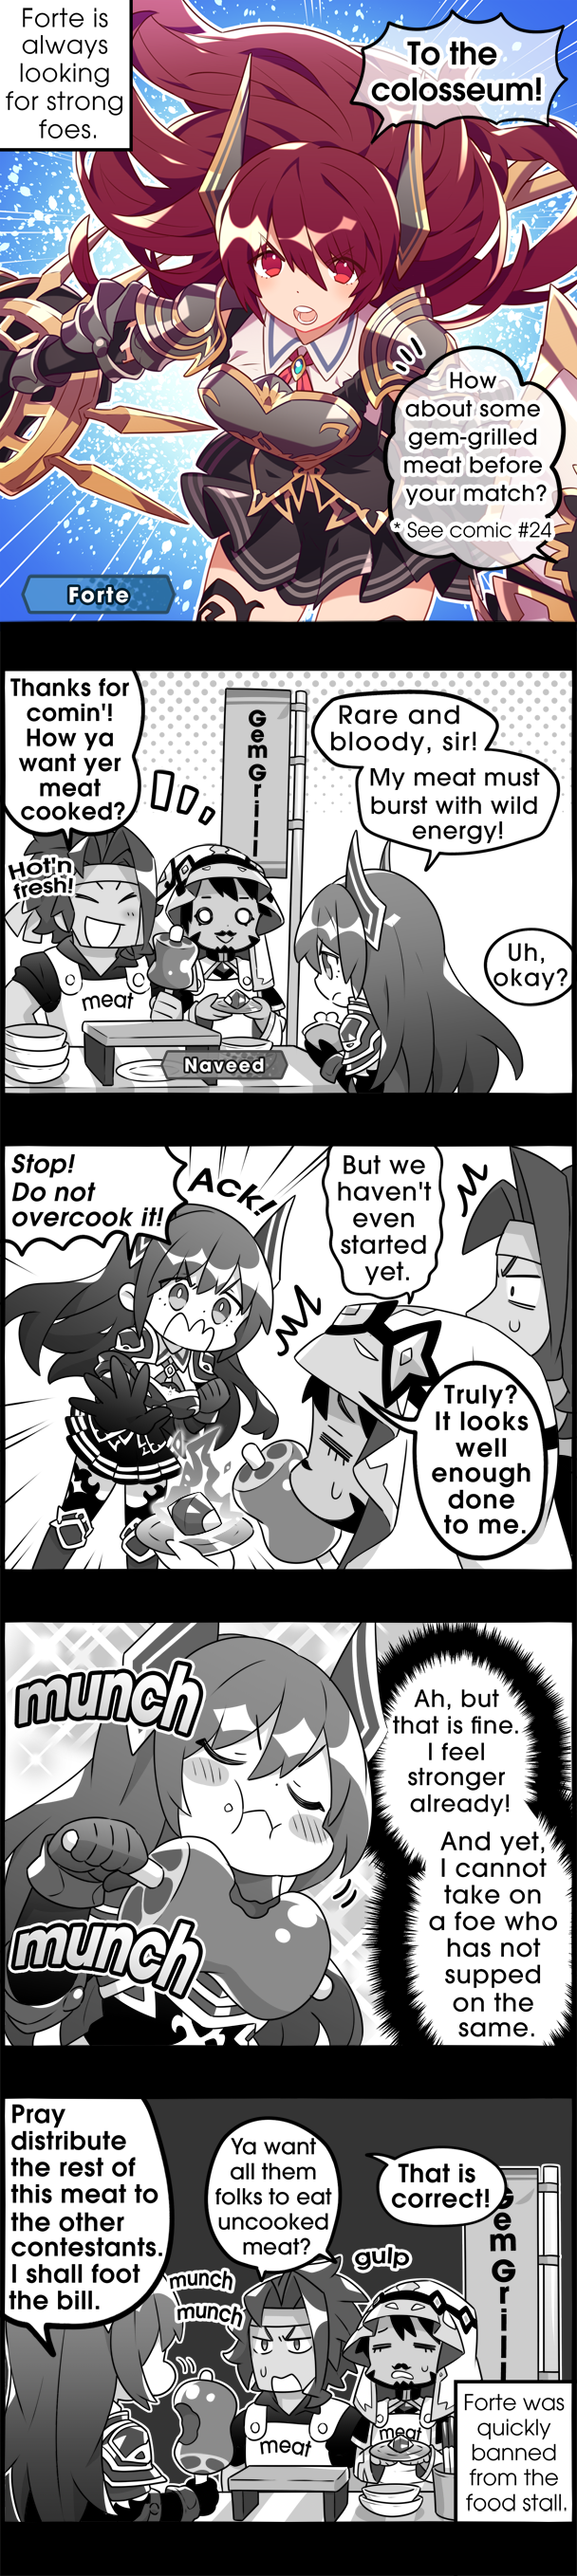 Forte is
always
looking
for strong
foes.
To the
colosseum!
How
about some
gem-grilled
meat before
your match?
* See comic #24
Forte
Thanks for
comin'!
How ya
want yer
meat
cooked?
Hot'n
fresh!
Gem Grill
Rare and
bloody, sir!
My meat must
burst with wild
energy!
Uh,
okay?
meat
Naveed
Stop!
Do not
overcook it!
Ack!
But we
haven't
even
started
yet.
Truly?
It looks
well
enough
done
to me.
munch
munch
Ah, but
that is fine.
I feel
stronger
already!
And yet,
I cannot
take on
a foe who
has not
supped
on the
same.
Pray
distribute
the rest of
this meat to
the other
contestants.
I shall foot
the bill.
munch
munch
Ya want
all them
folks to eat
uncooked
meat?
gulp
That is
correct!
Gem Grill
meat
meat
Forte was
quickly
banned
from the
food stall.